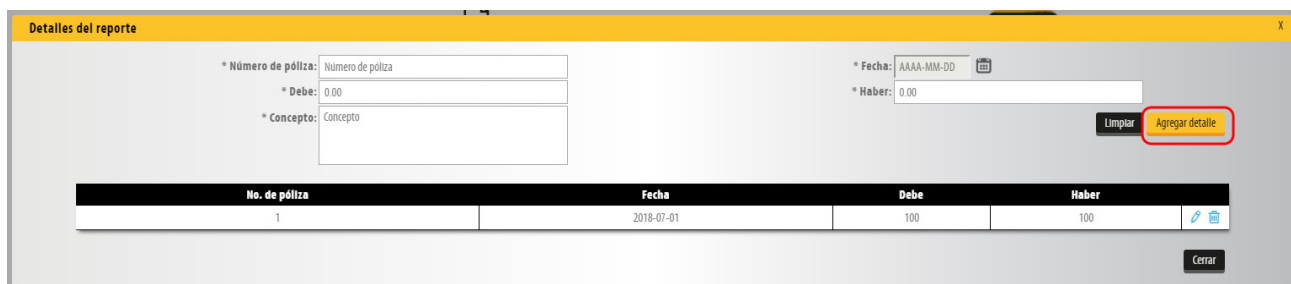 Detalles del reporte X
* Número de póliza: Número de póliza * Fecha: AAAA-MM-DD
* Debe: 0.00 * Haber: 0.00
* Concepto: Concepto
Limpiar Agregar detalle
No. de póliza Fecha Debe Haber
1 2018-07-01 100 100
Cerrar